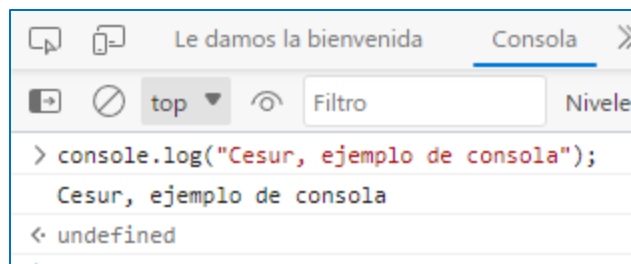 Le damos la bienvenida Consola
top Filtro Nivele
> console.log("Cesur, ejemplo de consola");
Cesur, ejemplo de consola
undefined